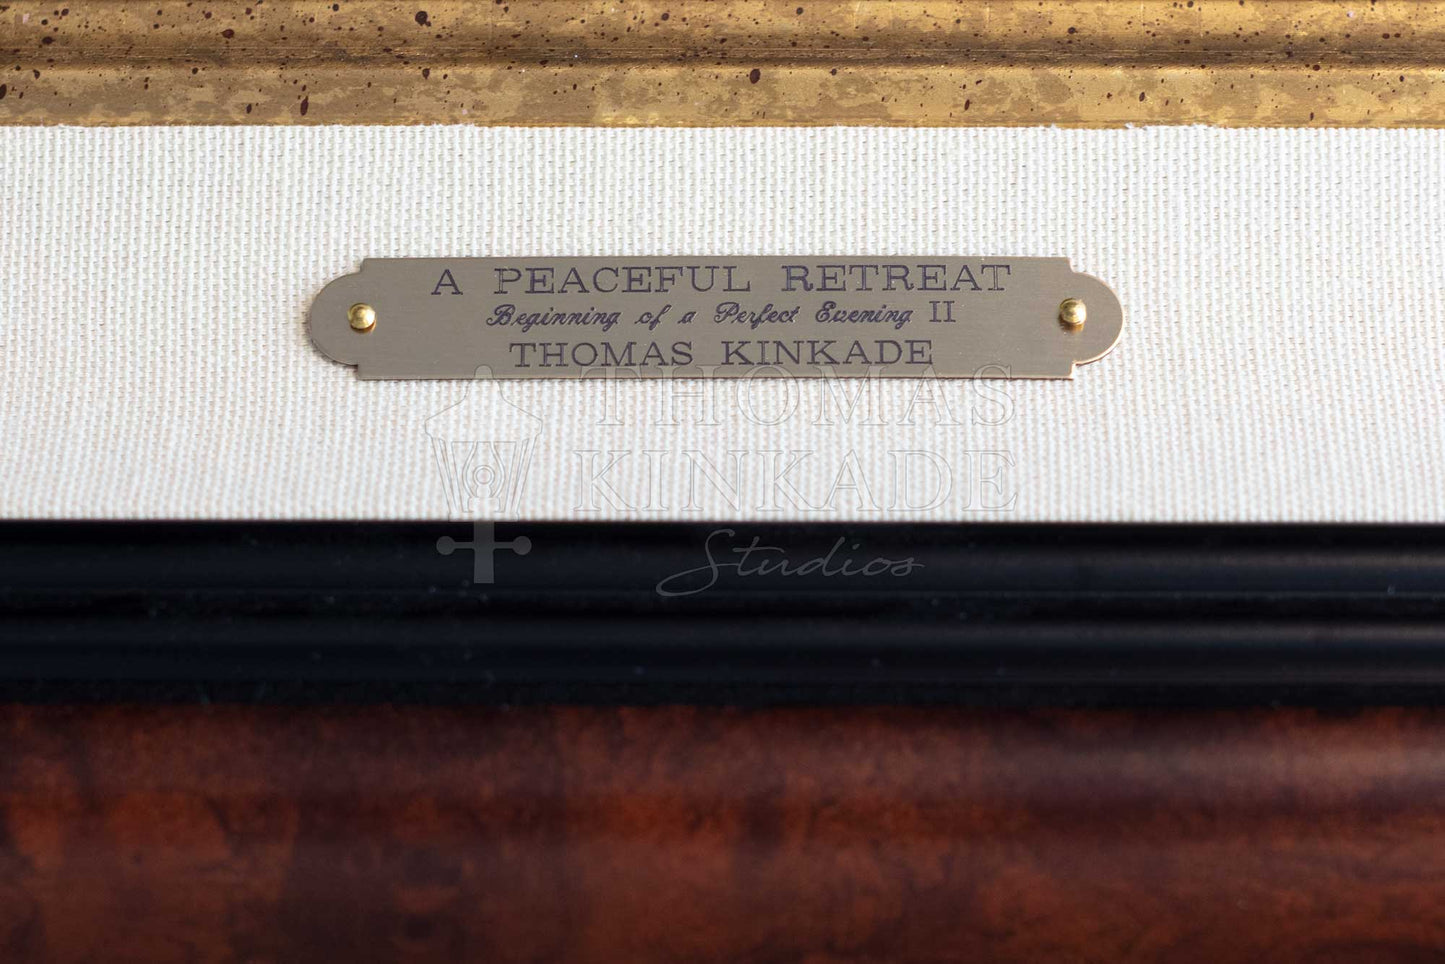 A PEACEFUL RETREAT
Beginning of a Perfect Evening II
THOMAS KINKADE
THOMAS
KINKADE
Studios